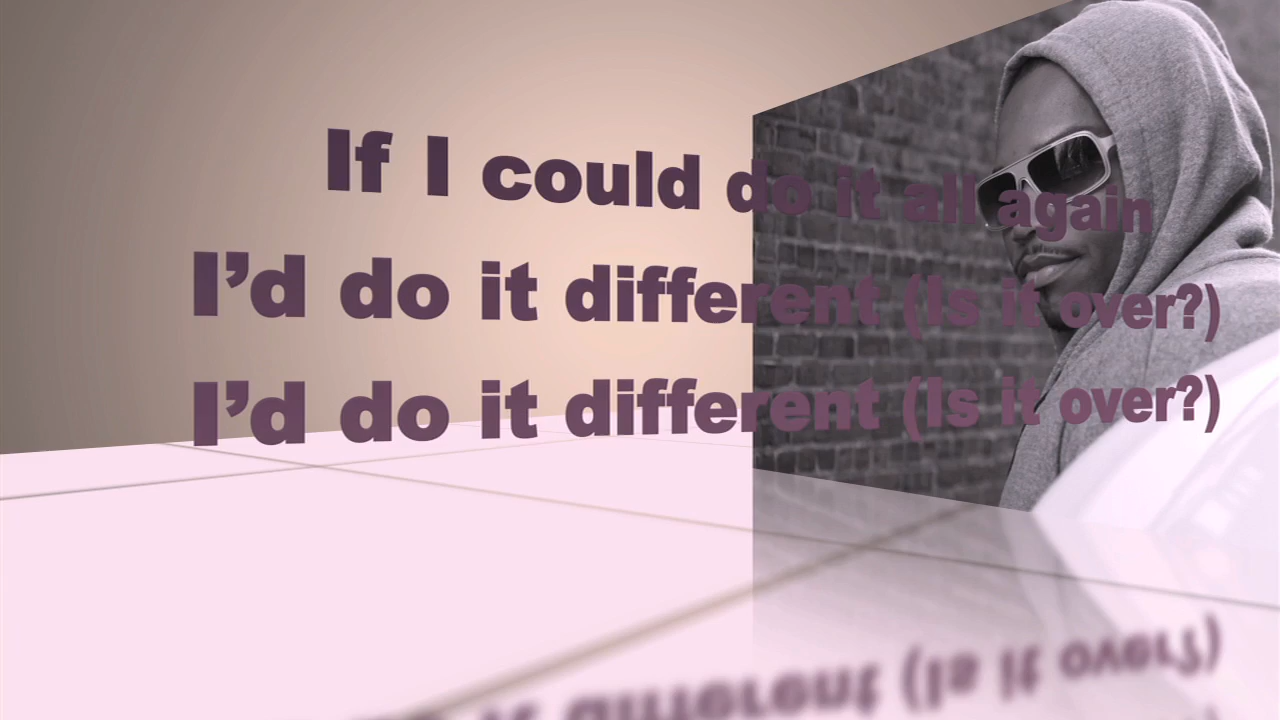 If I could do it all again
I’d do it different (Is it over?)
I’d do it different (Is it over?)